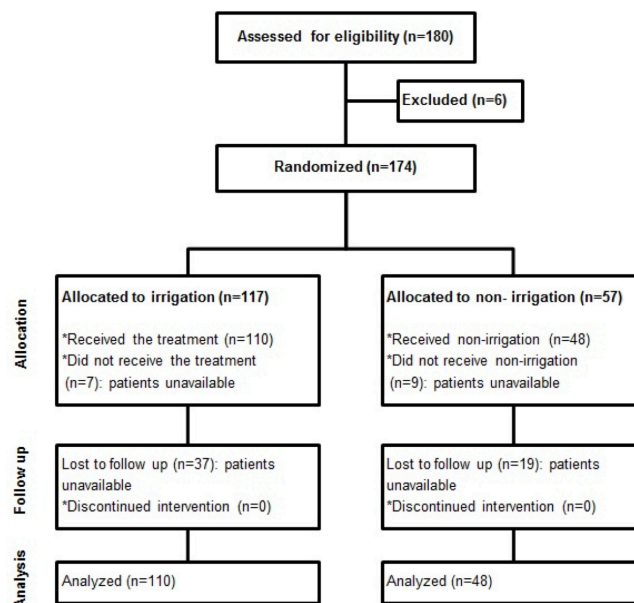 Assessed for eligibility (n=180)
Excluded (n=6)
Randomized (n=174)
Allocation
Allocated to irrigation (n=117)
*Received the treatment (n=110)
*Did not receive the treatment
(n=7): patients unavailable
Allocated to non- irrigation (n=57)
*Received non-irrigation (n=48)
*Did not receive non-irrigation
(n=9): patients unavailable
Follow up
Lost to follow up (n=37): patients
unavailable
*Discontinued intervention (n=0)
Lost to follow up (n=19): patients
unavailable
*Discontinued intervention (n=0)
Analysis
Analyzed (n=110)
Analyzed (n=48)